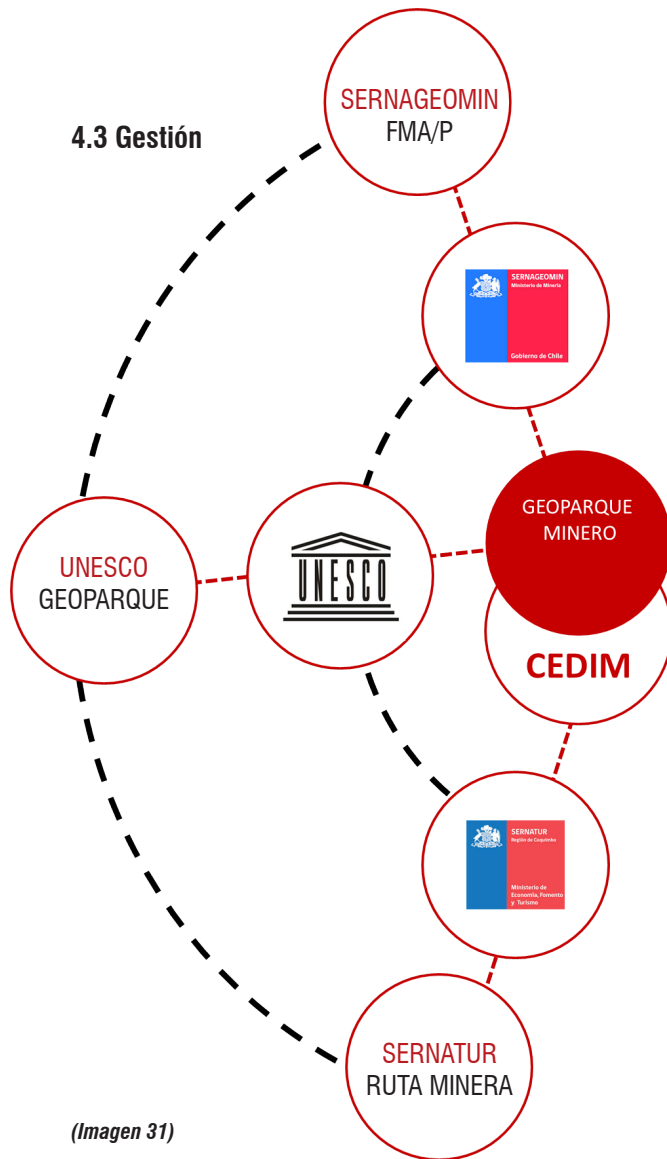 SERNAGEOMIN
FMA/P
4.3 Gestión
SERNAGEOMIN
Ministerio de Minería
Gobierno de Chile
GEOPARQUE
MINERO
UNESCO
GEOPARQUE
UNESCO
CEDIM
SERNATUR
Región de Coquimbo
Ministerio de
Economía, Fomento
y Turismo
SERNATUR
RUTA MINERA
(Imagen 31)